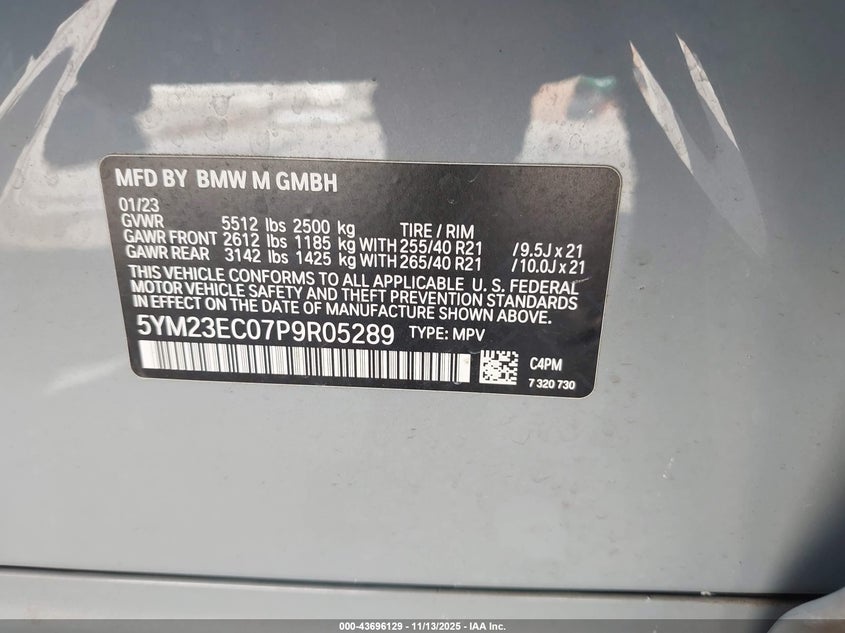 MFD BY BMW M GMBH
01/23
GVWR 5512 lbs 2500 kg TIRE / RIM
GAWR FRONT 2612 lbs 1185 kg WITH 255/40 R21 /9.5J x 21
GAWR REAR 3142 lbs 1425 kg WITH 265/40 R21 /10.0J x 21
THIS VEHICLE CONFORMS TO ALL APPLICABLE U. S. FEDERAL
MOTOR VEHICLE SAFETY AND THEFT PREVENTION STANDARDS
IN EFFECT ON THE DATE OF MANUFACTURE SHOWN ABOVE.
5YM23EC07P9R05289 TYPE: MPV
C4PM
7 320 730
000-43696129 | 11/13/2025 | IAA Inc.